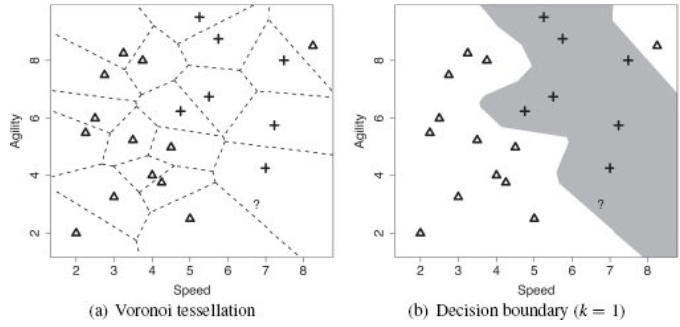 8
6
4
2
Agility
?
2 3 4 5 6 7 8
Speed
(a) Voronoi tessellation
8
6
4
2
Agility
?
2 3 4 5 6 7 8
Speed
(b) Decision boundary (k = 1)